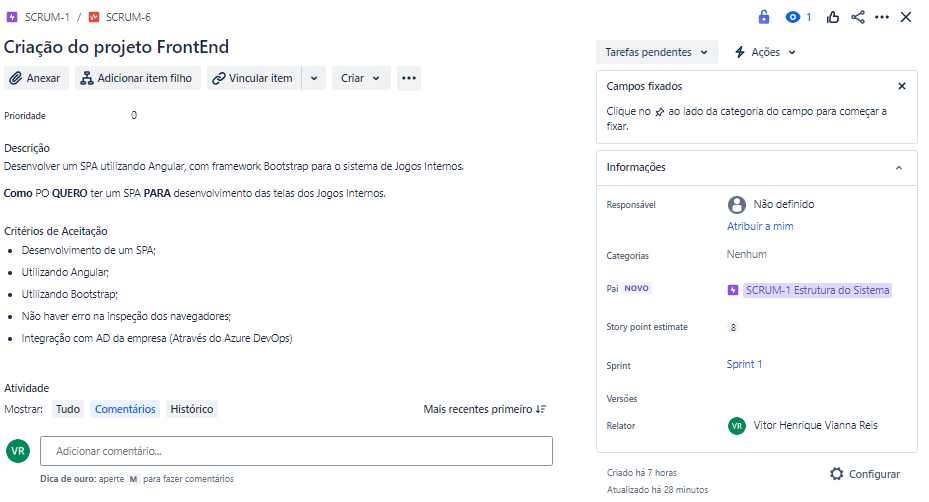 SCRUM-1 / SCRUM-6
1
Criação do projeto FrontEnd
Anexar
Adicionar item filho
Vincular item
Criar
Prioridade
0
Descrição
Desenvolver um SPA utilizando Angular, com framework Bootstrap para o sistema de Jogos Internos.
Como PO QUERO ter um SPA PARA desenvolvimento das telas dos Jogos Internos.
Critérios de Aceitação
• Desenvolvimento de um SPA;
• Utilizando Angular;
• Utilizando Bootstrap;
• Não haver erro na inspeção dos navegadores;
• Integração com AD da empresa (Através do Azure DevOps)
Atividade
Mostrar: Tudo Comentários Histórico
Mais recentes primeiro
VR
Adicionar comentário...
Dica de ouro: aperte M para fazer comentários
Tarefas pendentes
Ações
Campos fixados
Clique no ao lado da categoria do campo para começar a
fixar.
Informações
Responsável
Não definido
Atribuir a mim
Categorias
Nenhum
Pai NOVO
SCRUM-1 Estrutura do Sistema
Story point estimate
8
Sprint
Sprint 1
Versões
Relator
VR Vitor Henrique Vianna Reis
Criado há 7 horas
Atualizado há 28 minutos
Configurar